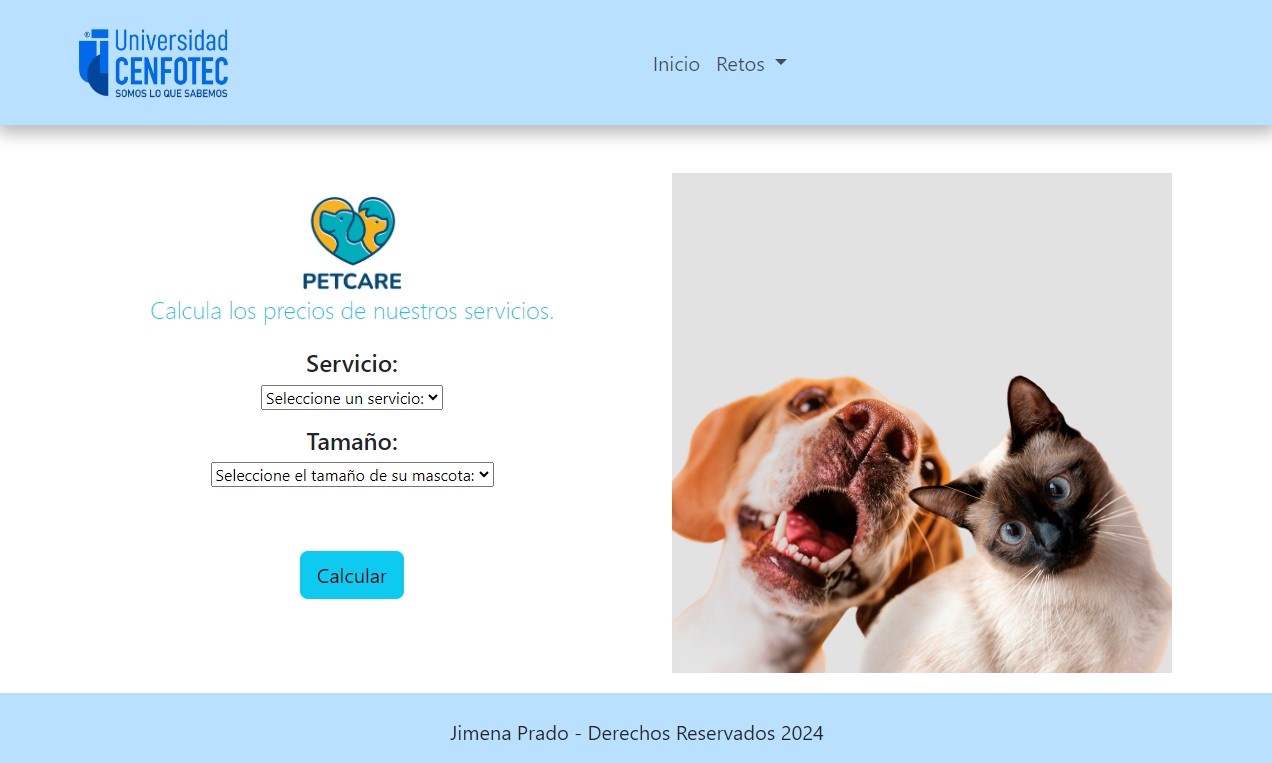 ® Universidad
CENFOTEC
SOMOS LO QUE SABEMOS
Inicio Retos
PETCARE
Calcula los precios de nuestros servicios.
Servicio:
Seleccione un servicio:
Tamaño:
Seleccione el tamaño de su mascota:
Calcular
Jimena Prado - Derechos Reservados 2024